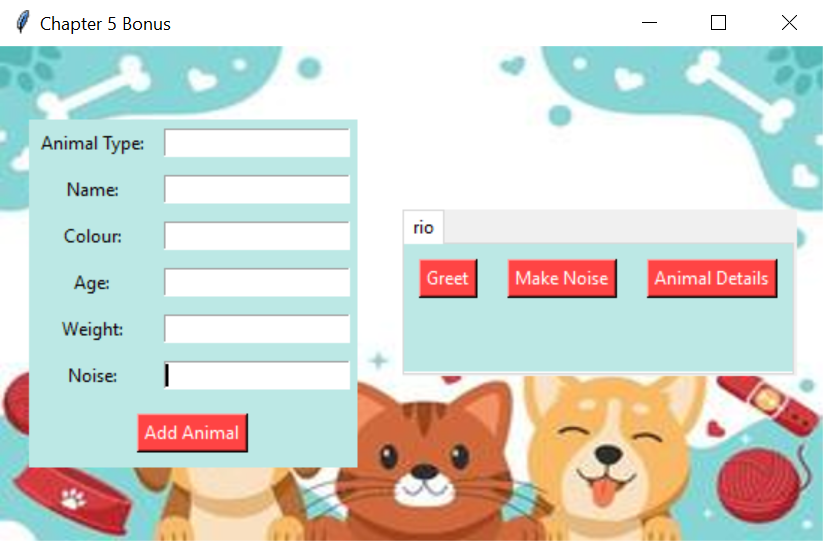 Chapter 5 Bonus
Animal Type:
Name:
Colour:
Age:
Weight:
Noise:
Add Animal
rio
Greet
Make Noise
Animal Details